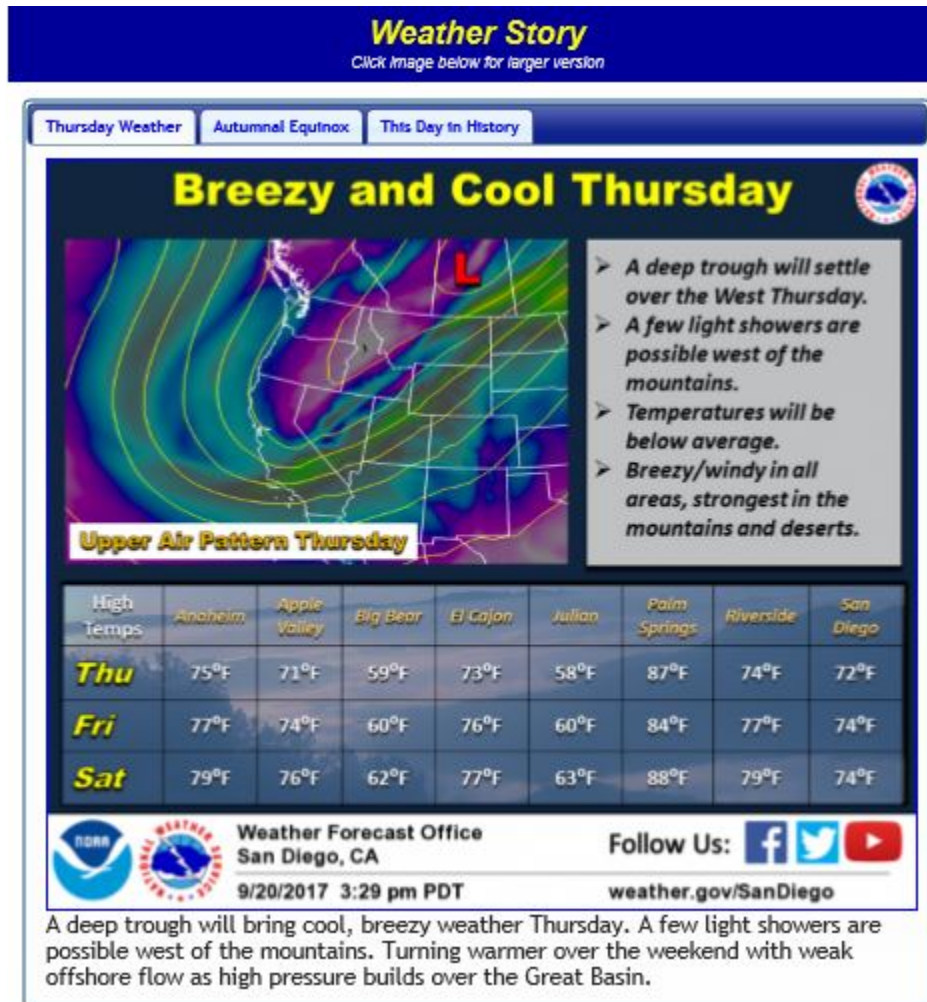 Weather Story
Click Image below for larger version
Thursday Weather
Autumnal Equinox
This Day in History
Breezy and Cool Thursday
L
Upper Air Pattern Thursday
➢ A deep trough will settle
over the West Thursday.
➢ A few light showers are
possible west of the
mountains.
➢ Temperatures will be
below average.
➢ Breezy/windy in all
areas, strongest in the
mountains and deserts.
High Temps Anaheim Apple Valley Big Bear El Cajon Julian Palm Springs Riverside San Diego
Thu 75°F 71°F 59°F 73°F 58°F 87°F 74°F 72°F
Fri 77°F 74°F 60°F 76°F 60°F 84°F 77°F 74°F
Sat 79°F 76°F 62°F 77°F 63°F 88°F 79°F 74°F
NOAA
NATIONAL WEATHER SERVICE
Weather Forecast Office
San Diego, CA
9/20/2017 3:29 pm PDT
Follow Us:
weather.gov/SanDiego
A deep trough will bring cool, breezy weather Thursday. A few light showers are
possible west of the mountains. Turning warmer over the weekend with weak
offshore flow as high pressure builds over the Great Basin.